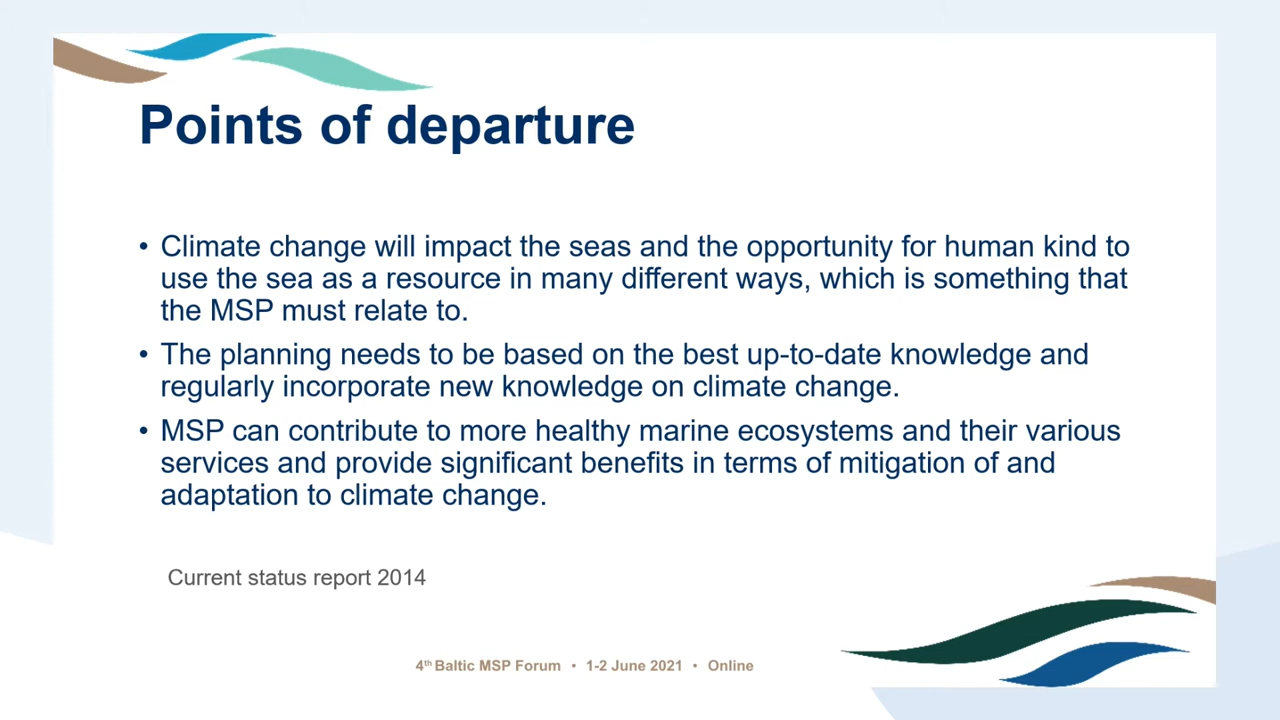 Points of departure
• Climate change will impact the seas and the opportunity for human kind to
use the sea as a resource in many different ways, which is something that
the MSP must relate to.
• The planning needs to be based on the best up-to-date knowledge and
regularly incorporate new knowledge on climate change.
• MSP can contribute to more healthy marine ecosystems and their various
services and provide significant benefits in terms of mitigation of and
adaptation to climate change.
Current status report 2014
4th Baltic MSP Forum • 1-2 June 2021 • Online